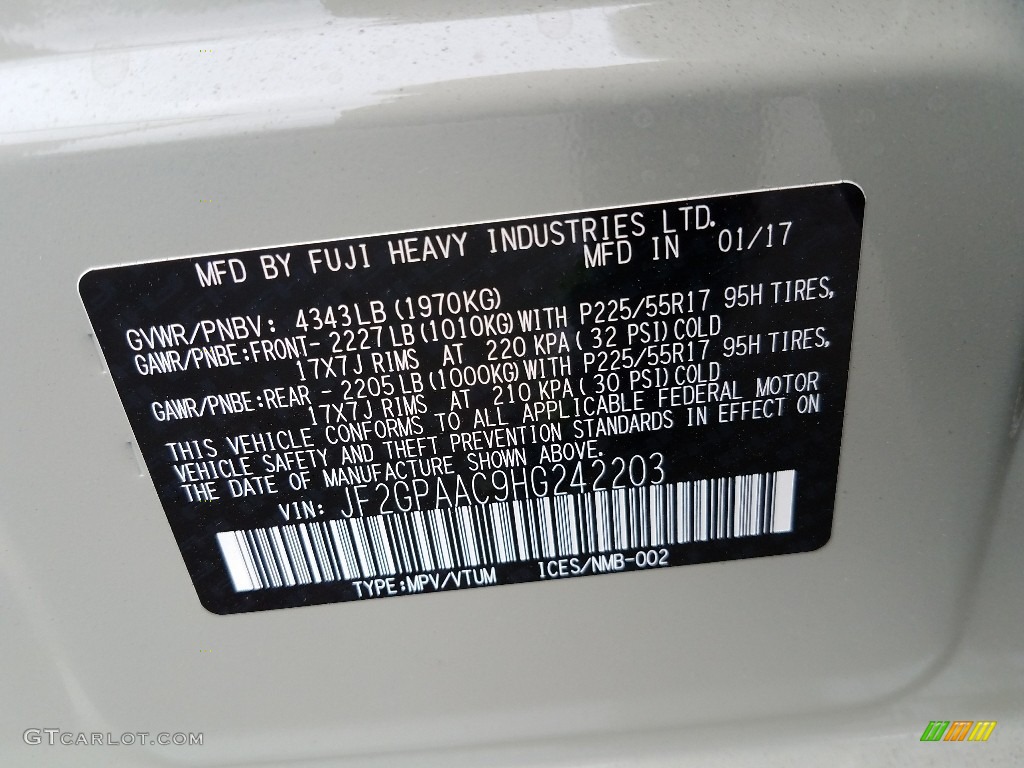 MFD BY FUJI HEAVY INDUSTRIES LTD.
MFD IN 01/17
GVWR/PNBV: 4343LB (1970KG)
GAWR/PNBE:FRONT- 2227LB(1010KG)WITH P225/55R17 95H TIRES,
17X7J RIMS AT 220 KPA( 32 PSI)COLD
GAWR/PNBE:REAR - 2205LB(1000KG)WITH P225/55R17 95H TIRES,
17X7J RIMS AT 210 KPA( 30 PSI)COLD
THIS VEHICLE CONFORMS TO ALL APPLICABLE FEDERAL MOTOR
VEHICLE SAFETY AND THEFT PREVENTION STANDARDS IN EFFECT ON
THE DATE OF MANUFACTURE SHOWN ABOVE.
VIN: JF2GPAAC9HG242203
TYPE:MPV/VTUM ICES/NMB-002
GTCARLOT.COM